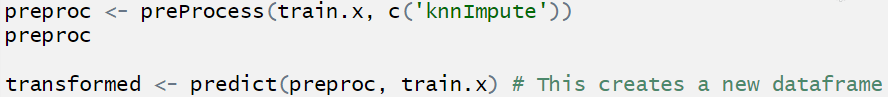 preproc <- preProcess(train.x, c('knnImpute'))
preproc
transformed <- predict(preproc, train.x) # This creates a new dataframe